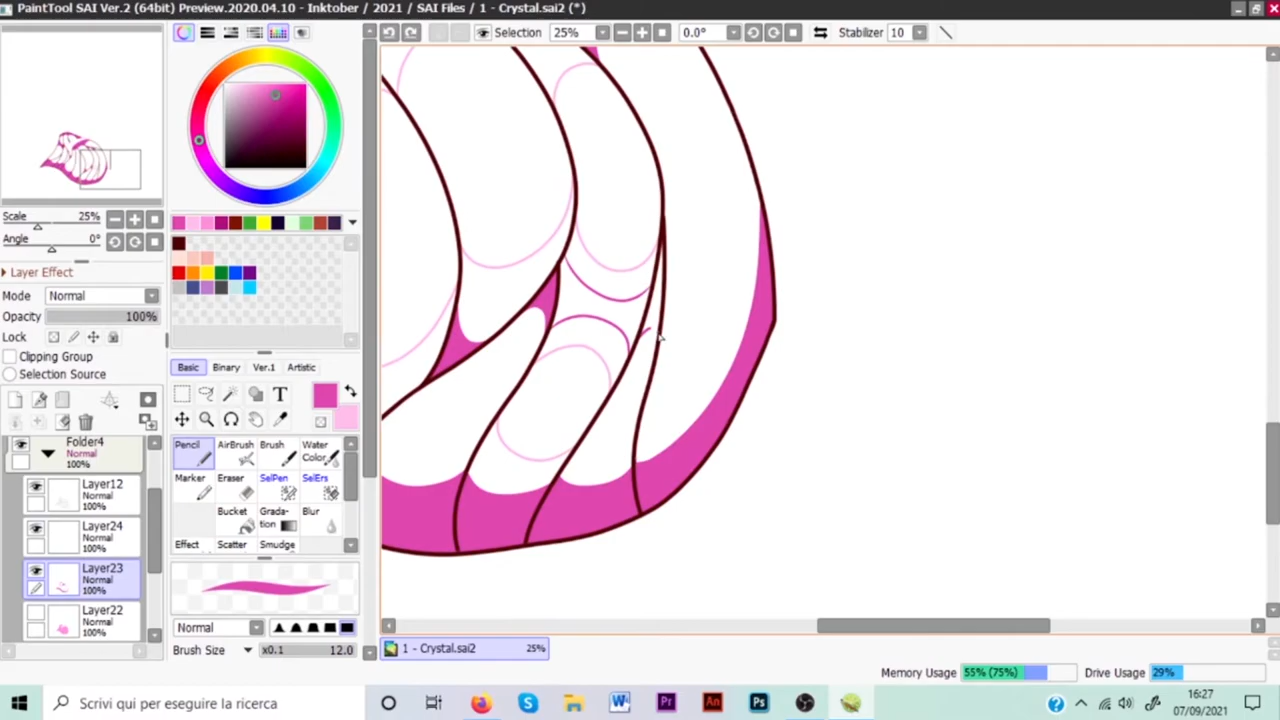 PaintTool SAI Ver.2 (64bit) Preview.2020.04.10 - Inktober / 2021 / SAI Files / 1 - Crystal.sai2 (*)
Selection 25% 0.0° Stabilizer 10
Scale 25%
Angle 0°
Layer Effect
Mode Normal
Opacity 100%
Lock
Clipping Group
Selection Source
Folder4
Normal
100%
Layer12
Normal
100%
Layer24
Normal
100%
Layer23
Normal
100%
Layer22
Normal
100%
Basic Binary Ver.1 Artistic
T
Pencil AirBrush Brush Water Color
Marker Eraser SelPen SelErs
Bucket Grada- tion Blur
Effect Scatter Smudge
Normal
Brush Size x0.1 12.0
1 - Crystal.sai2 25%
Memory Usage 55% (75%) Drive Usage 29%
Scrivi qui per eseguire la ricerca
W Pr An Ps
16:27
07/09/2021